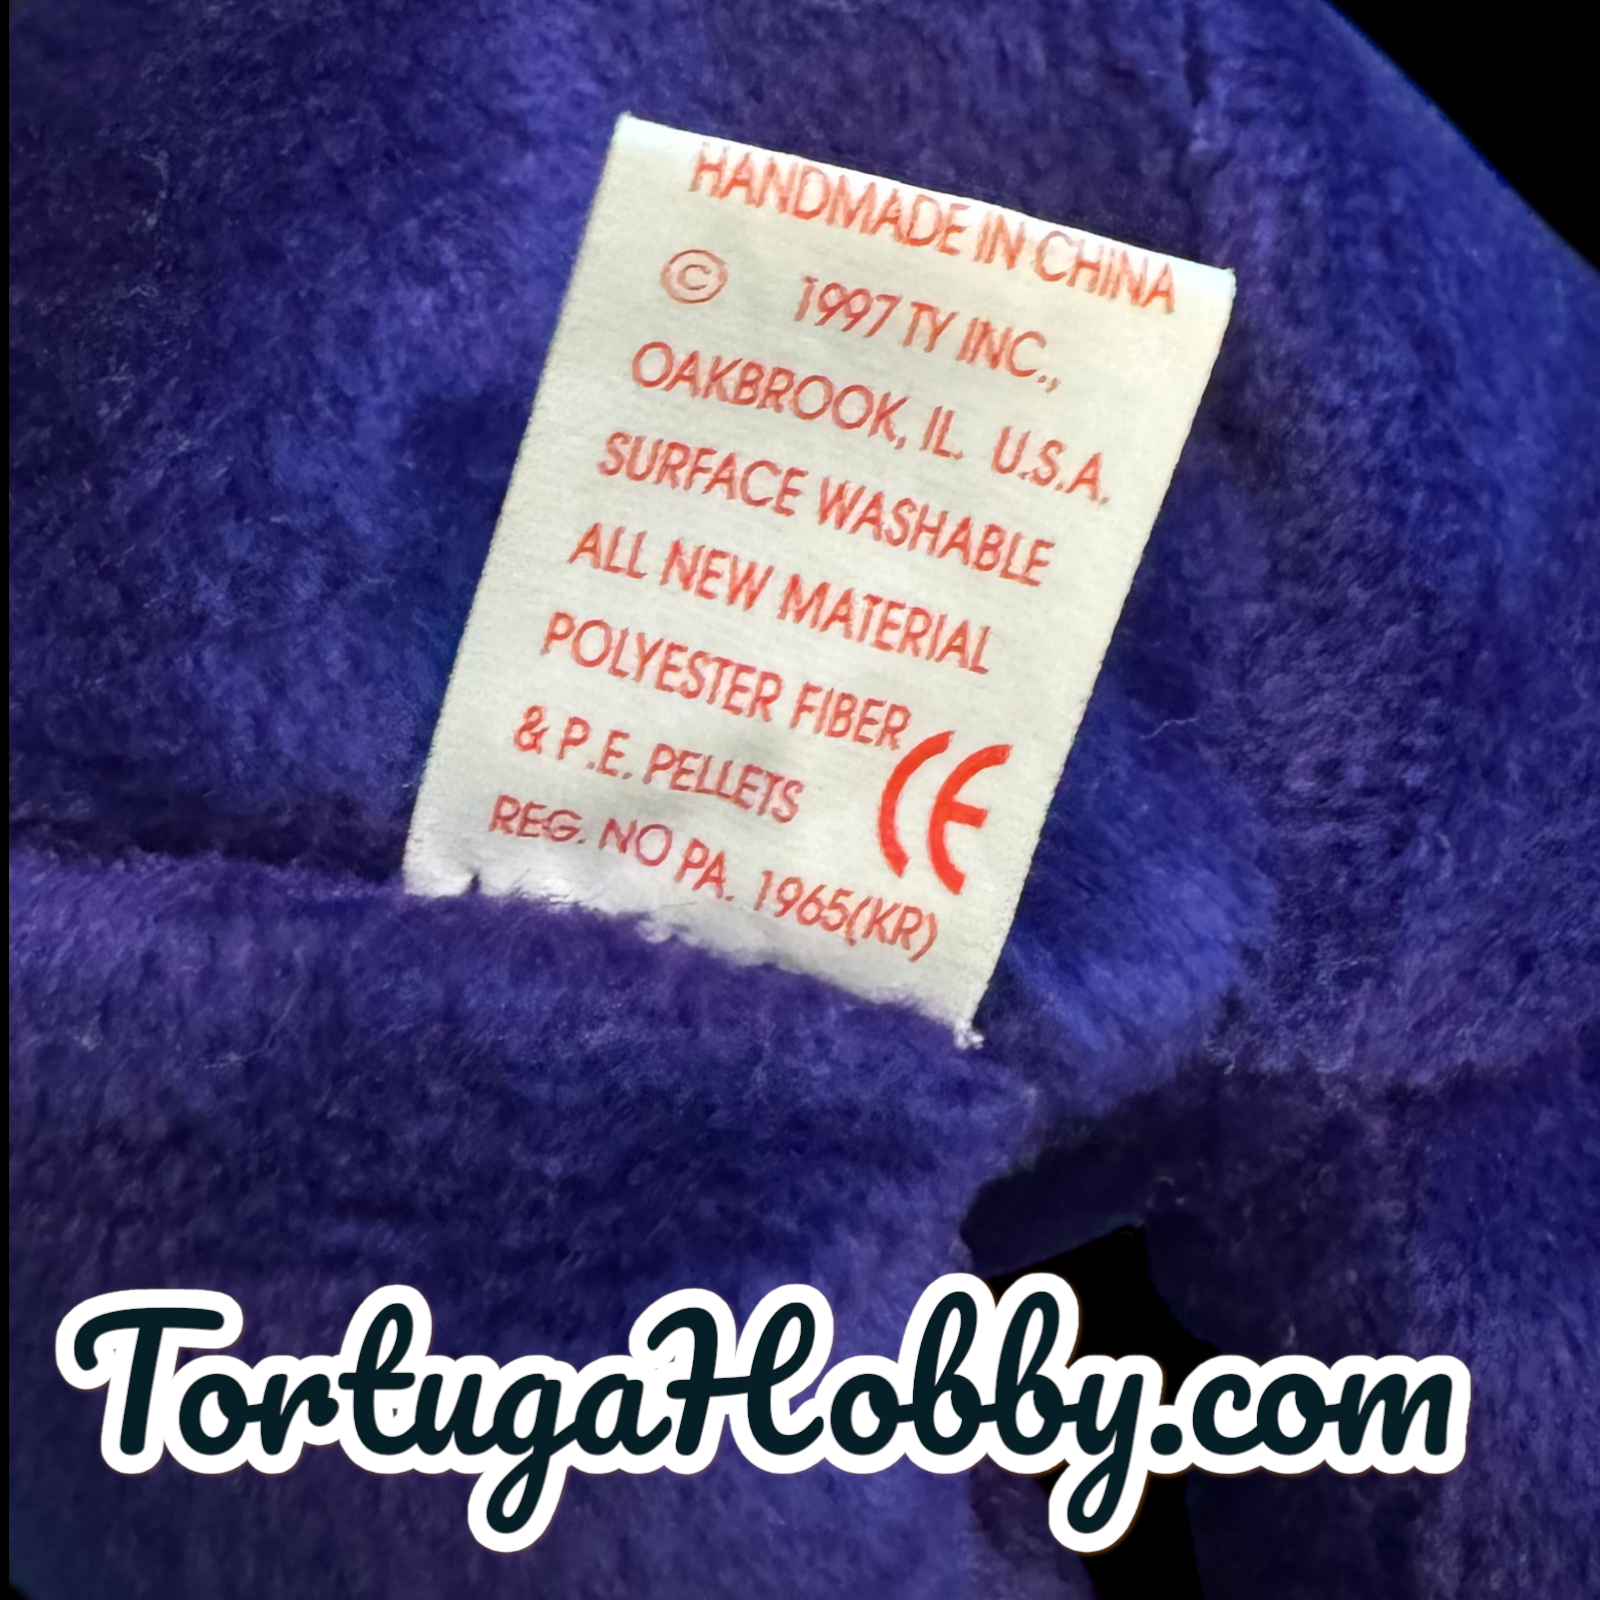 HANDMADE IN CHINA
© 1997 TY INC.,
OAKBROOK, IL. U.S.A.
SURFACE WASHABLE
ALL NEW MATERIAL
POLYESTER FIBER
& P.E. PELLETS CE
REG. NO PA. 1965(KR)
TortugaHobby.com